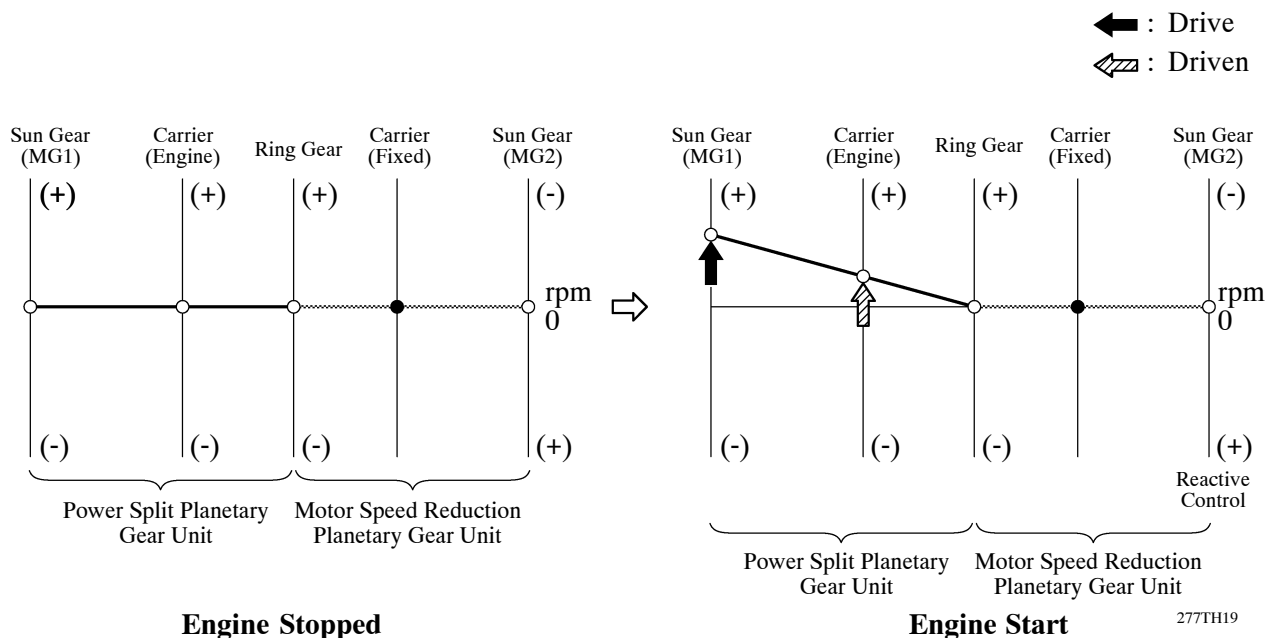 : Drive
: Driven
Sun Gear
(MG1)
Carrier
(Engine)
Ring Gear
Carrier
(Fixed)
Sun Gear
(MG2)
(+)
(+)
(+)
(-)
rpm
0
(-)
(-)
(-)
(+)
Power Split Planetary
Gear Unit
Motor Speed Reduction
Planetary Gear Unit
Engine Stopped
Sun Gear
(MG1)
Carrier
(Engine)
Ring Gear
Carrier
(Fixed)
Sun Gear
(MG2)
(+)
(+)
(+)
(-)
rpm
0
(-)
(-)
(-)
(+)
Reactive
Control
Power Split Planetary
Gear Unit
Motor Speed Reduction
Planetary Gear Unit
Engine Start
277TH19